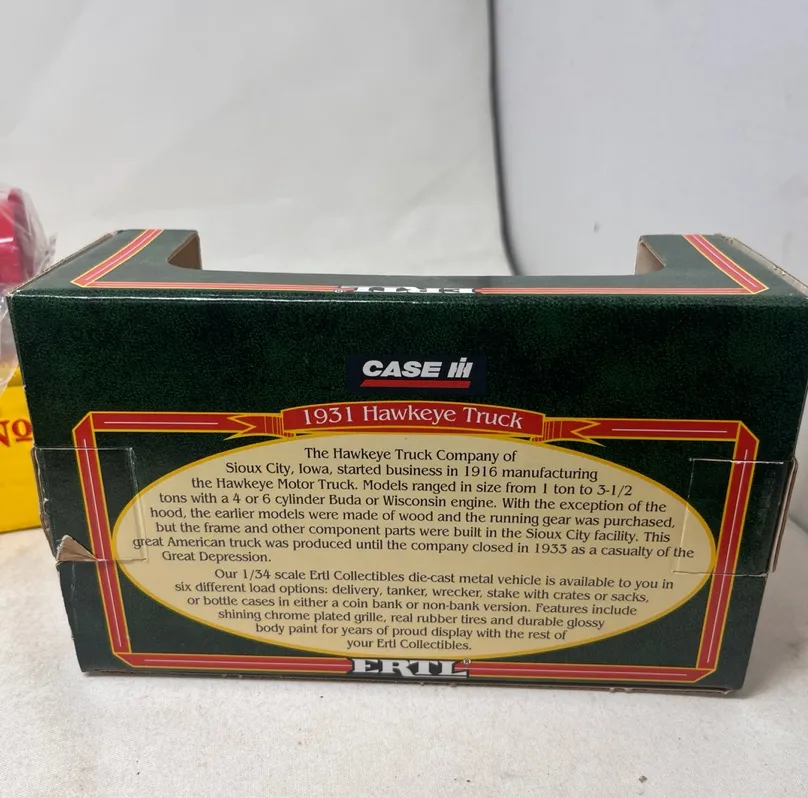 ERTL
CASE IH
1931 Hawkeye Truck
The Hawkeye Truck Company of
Sioux City, Iowa, started business in 1916 manufacturing
the Hawkeye Motor Truck. Models ranged in size from 1 ton to 3-1/2
tons with a 4 or 6 cylinder Buda or Wisconsin engine. With the exception of the
hood, the earlier models were made of wood and the running gear was purchased,
but the frame and other component parts were built in the Sioux City facility. This
great American truck was produced until the company closed in 1933 as a casualty of the
Great Depression.
Our 1/34 scale Ertl Collectibles die-cast metal vehicle is available to you in
six different load options: delivery, tanker, wrecker, stake with crates or sacks,
or bottle cases in either a coin bank or non-bank version. Features include
shining chrome plated grille, real rubber tires and durable glossy
body paint for years of proud display with the rest of
your Ertl Collectibles.
ERTL®
No